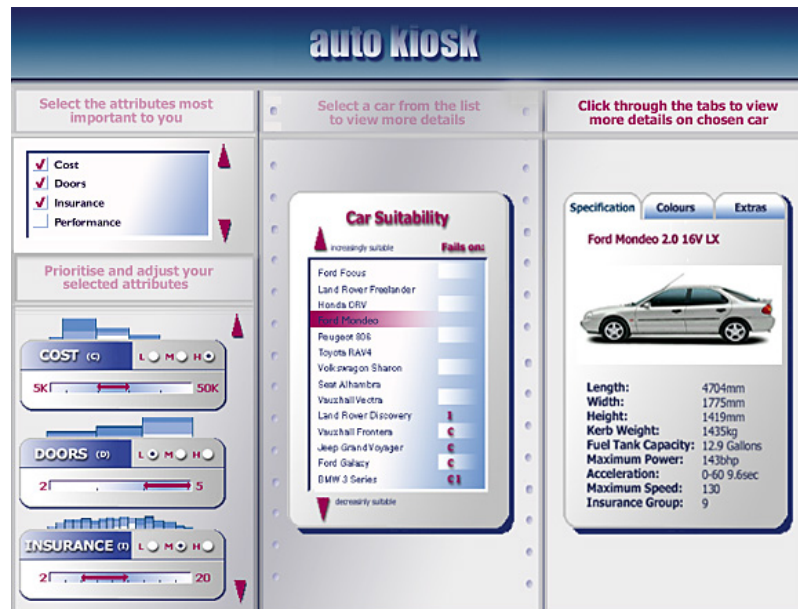 auto kiosk
Select the attributes most
important to you
Cost
Doors
Insurance
Performance
Prioritise and adjust your
selected attributes
COST (C) L M H
5K 50K
DOORS (D) L M H
2 5
INSURANCE (I) L M H
2 20
Select a car from the list
to view more details
Car Suitability
increasingly suitable Fails on:
Ford Focus
Land Rover Freelander
Honda CRV
Ford Mondeo
Peugeot 806
Toyota RAV4
Volkswagon Sharon
Seat Alhambra
Vauxhall Vectra
Land Rover Discovery I
Vauxhall Frontera C
Jeep Grand Voyager C
Ford Galaxy C
BMW 3 Series C I
decreasinly suitable
Click through the tabs to view
more details on chosen car
Specification Colours Extras
Ford Mondeo 2.0 16V LX
Length: 4704mm
Width: 1775mm
Height: 1419mm
Kerb Weight: 1435kg
Fuel Tank Capacity: 12.9 Gallons
Maximum Power: 143bhp
Acceleration: 0-60 9.6sec
Maximum Speed: 130
Insurance Group: 9